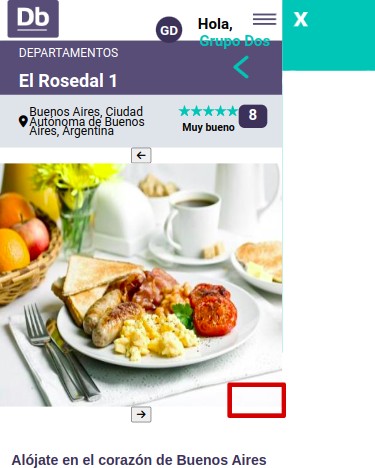 Db
GD
Hola,
Grupo Dos
X
DEPARTAMENTOS
El Rosedal 1
Buenos Aires, Ciudad
Autónoma de Buenos
Aires, Argentina
Muy bueno
8
Alójate en el corazón de Buenos Aires